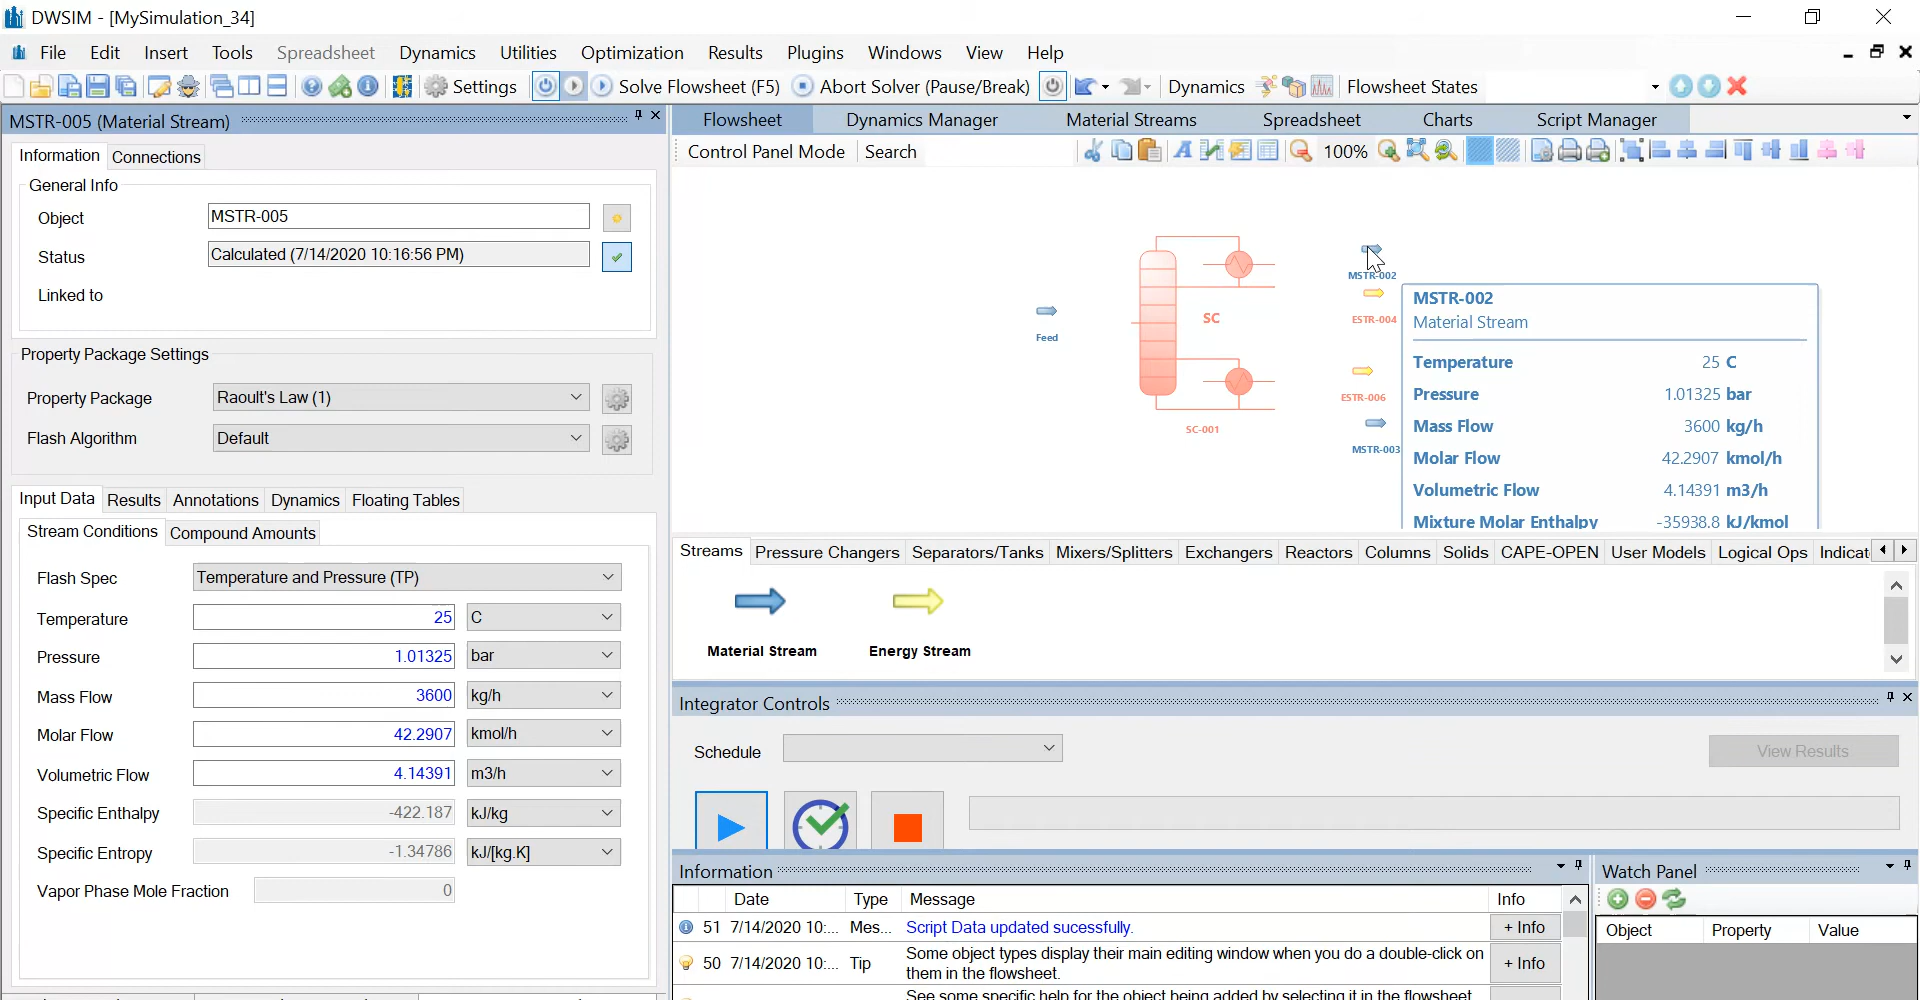 DWSIM - [MySimulation_34]
File Edit Insert Tools Spreadsheet Dynamics Utilities Optimization Results Plugins Windows View Help
Settings Solve Flowsheet (F5) Abort Solver (Pause/Break) Dynamics Flowsheet States
MSTR-005 (Material Stream)
Information Connections
General Info
Object MSTR-005
Status Calculated (7/14/2020 10:16:56 PM)
Linked to
Property Package Settings
Property Package Raoult's Law (1)
Flash Algorithm Default
Input Data Results Annotations Dynamics Floating Tables
Stream Conditions Compound Amounts
Flash Spec Temperature and Pressure (TP)
Temperature 25 C
Pressure 1.01325 bar
Mass Flow 3600 kg/h
Molar Flow 42.2907 kmol/h
Volumetric Flow 4.14391 m3/h
Specific Enthalpy -422.187 kJ/kg
Specific Entropy -1.34786 kJ/[kg.K]
Vapor Phase Mole Fraction 0
Flowsheet Dynamics Manager Material Streams Spreadsheet Charts Script Manager
Control Panel Mode Search 100%
Feed
SC
SC-001
MSTR-002
ESTR-004
ESTR-006
MSTR-003
MSTR-002
Material Stream
Temperature 25 C
Pressure 1.01325 bar
Mass Flow 3600 kg/h
Molar Flow 42.2907 kmol/h
Volumetric Flow 4.14391 m3/h
Mixture Molar Enthalpy -35938.8 kJ/kmol
Streams Pressure Changers Separators/Tanks Mixers/Splitters Exchangers Reactors Columns Solids CAPE-OPEN User Models Logical Ops Indicat
Material Stream Energy Stream
Integrator Controls
Schedule View Results
Information
Date Type Message Info
51 7/14/2020 10:... Mes... Script Data updated sucessfully. + Info
50 7/14/2020 10:... Tip Some object types display their main editing window when you do a double-click on
them in the flowsheet. + Info
See some specific help for the object being added by selecting it in the flowsheet
Watch Panel
Object Property Value